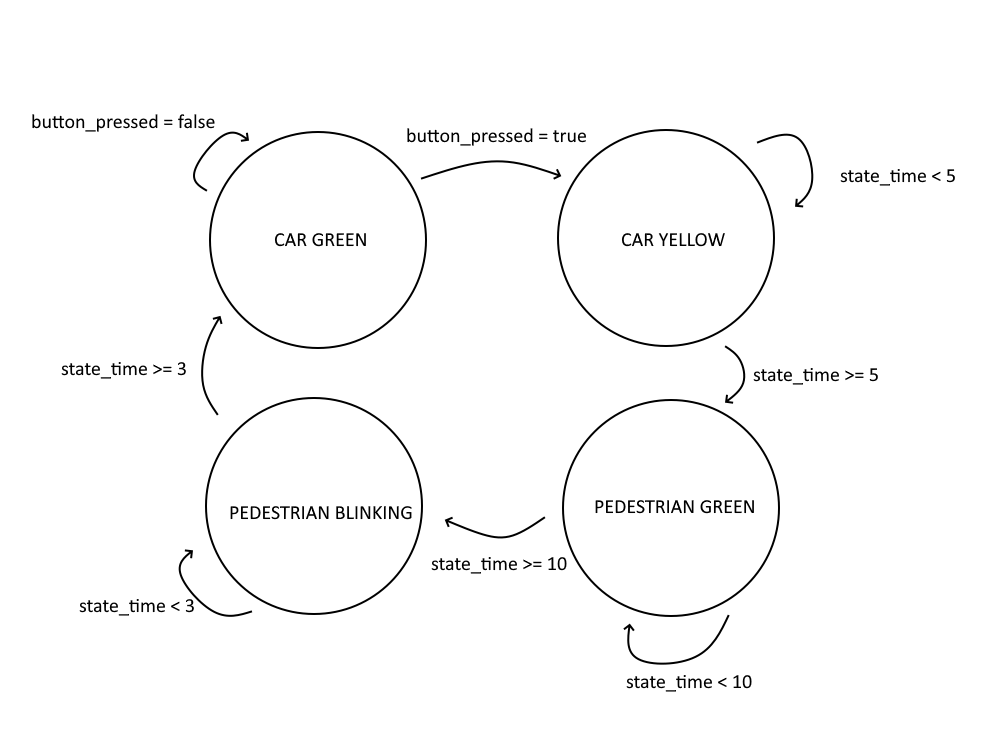 button_pressed = false
button_pressed = true
state_time < 5
CAR GREEN
CAR YELLOW
state_time >= 3
state_time >= 5
PEDESTRIAN BLINKING
PEDESTRIAN GREEN
state_time >= 10
state_time < 3
state_time < 10